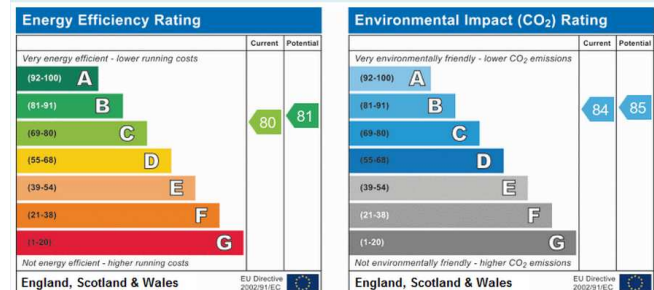 Energy Efficiency Rating
Current Potential
Very energy efficient - lower running costs
(92-100) A
(81-91) B
(69-80) C
(55-68) D
(39-54) E
(21-38) F
(1-20) G
80
81
Not energy efficient - higher running costs
England, Scotland & Wales
EU Directive
2002/91/EC
Environmental Impact (CO2) Rating
Current Potential
Very environmentally friendly - lower CO2 emissions
(92-100) A
(81-91) B
(69-80) C
(55-68) D
(39-54) E
(21-38) F
(1-20) G
84
85
Not environmentally friendly - higher CO2 emissions
England, Scotland & Wales
EU Directive
2002/91/EC